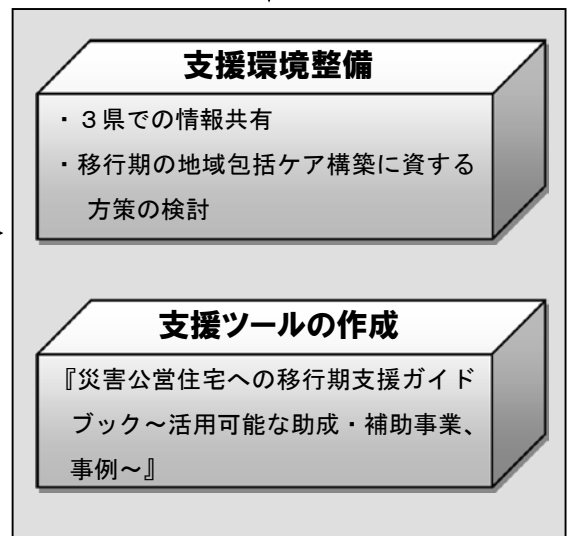 支援環境整備
・３県での情報共有
・移行期の地域包括ケア構築に資する
方策の検討
支援ツールの作成
『災害公営住宅への移行期支援ガイド
ブック～活用可能な助成・補助事業、
事例～』